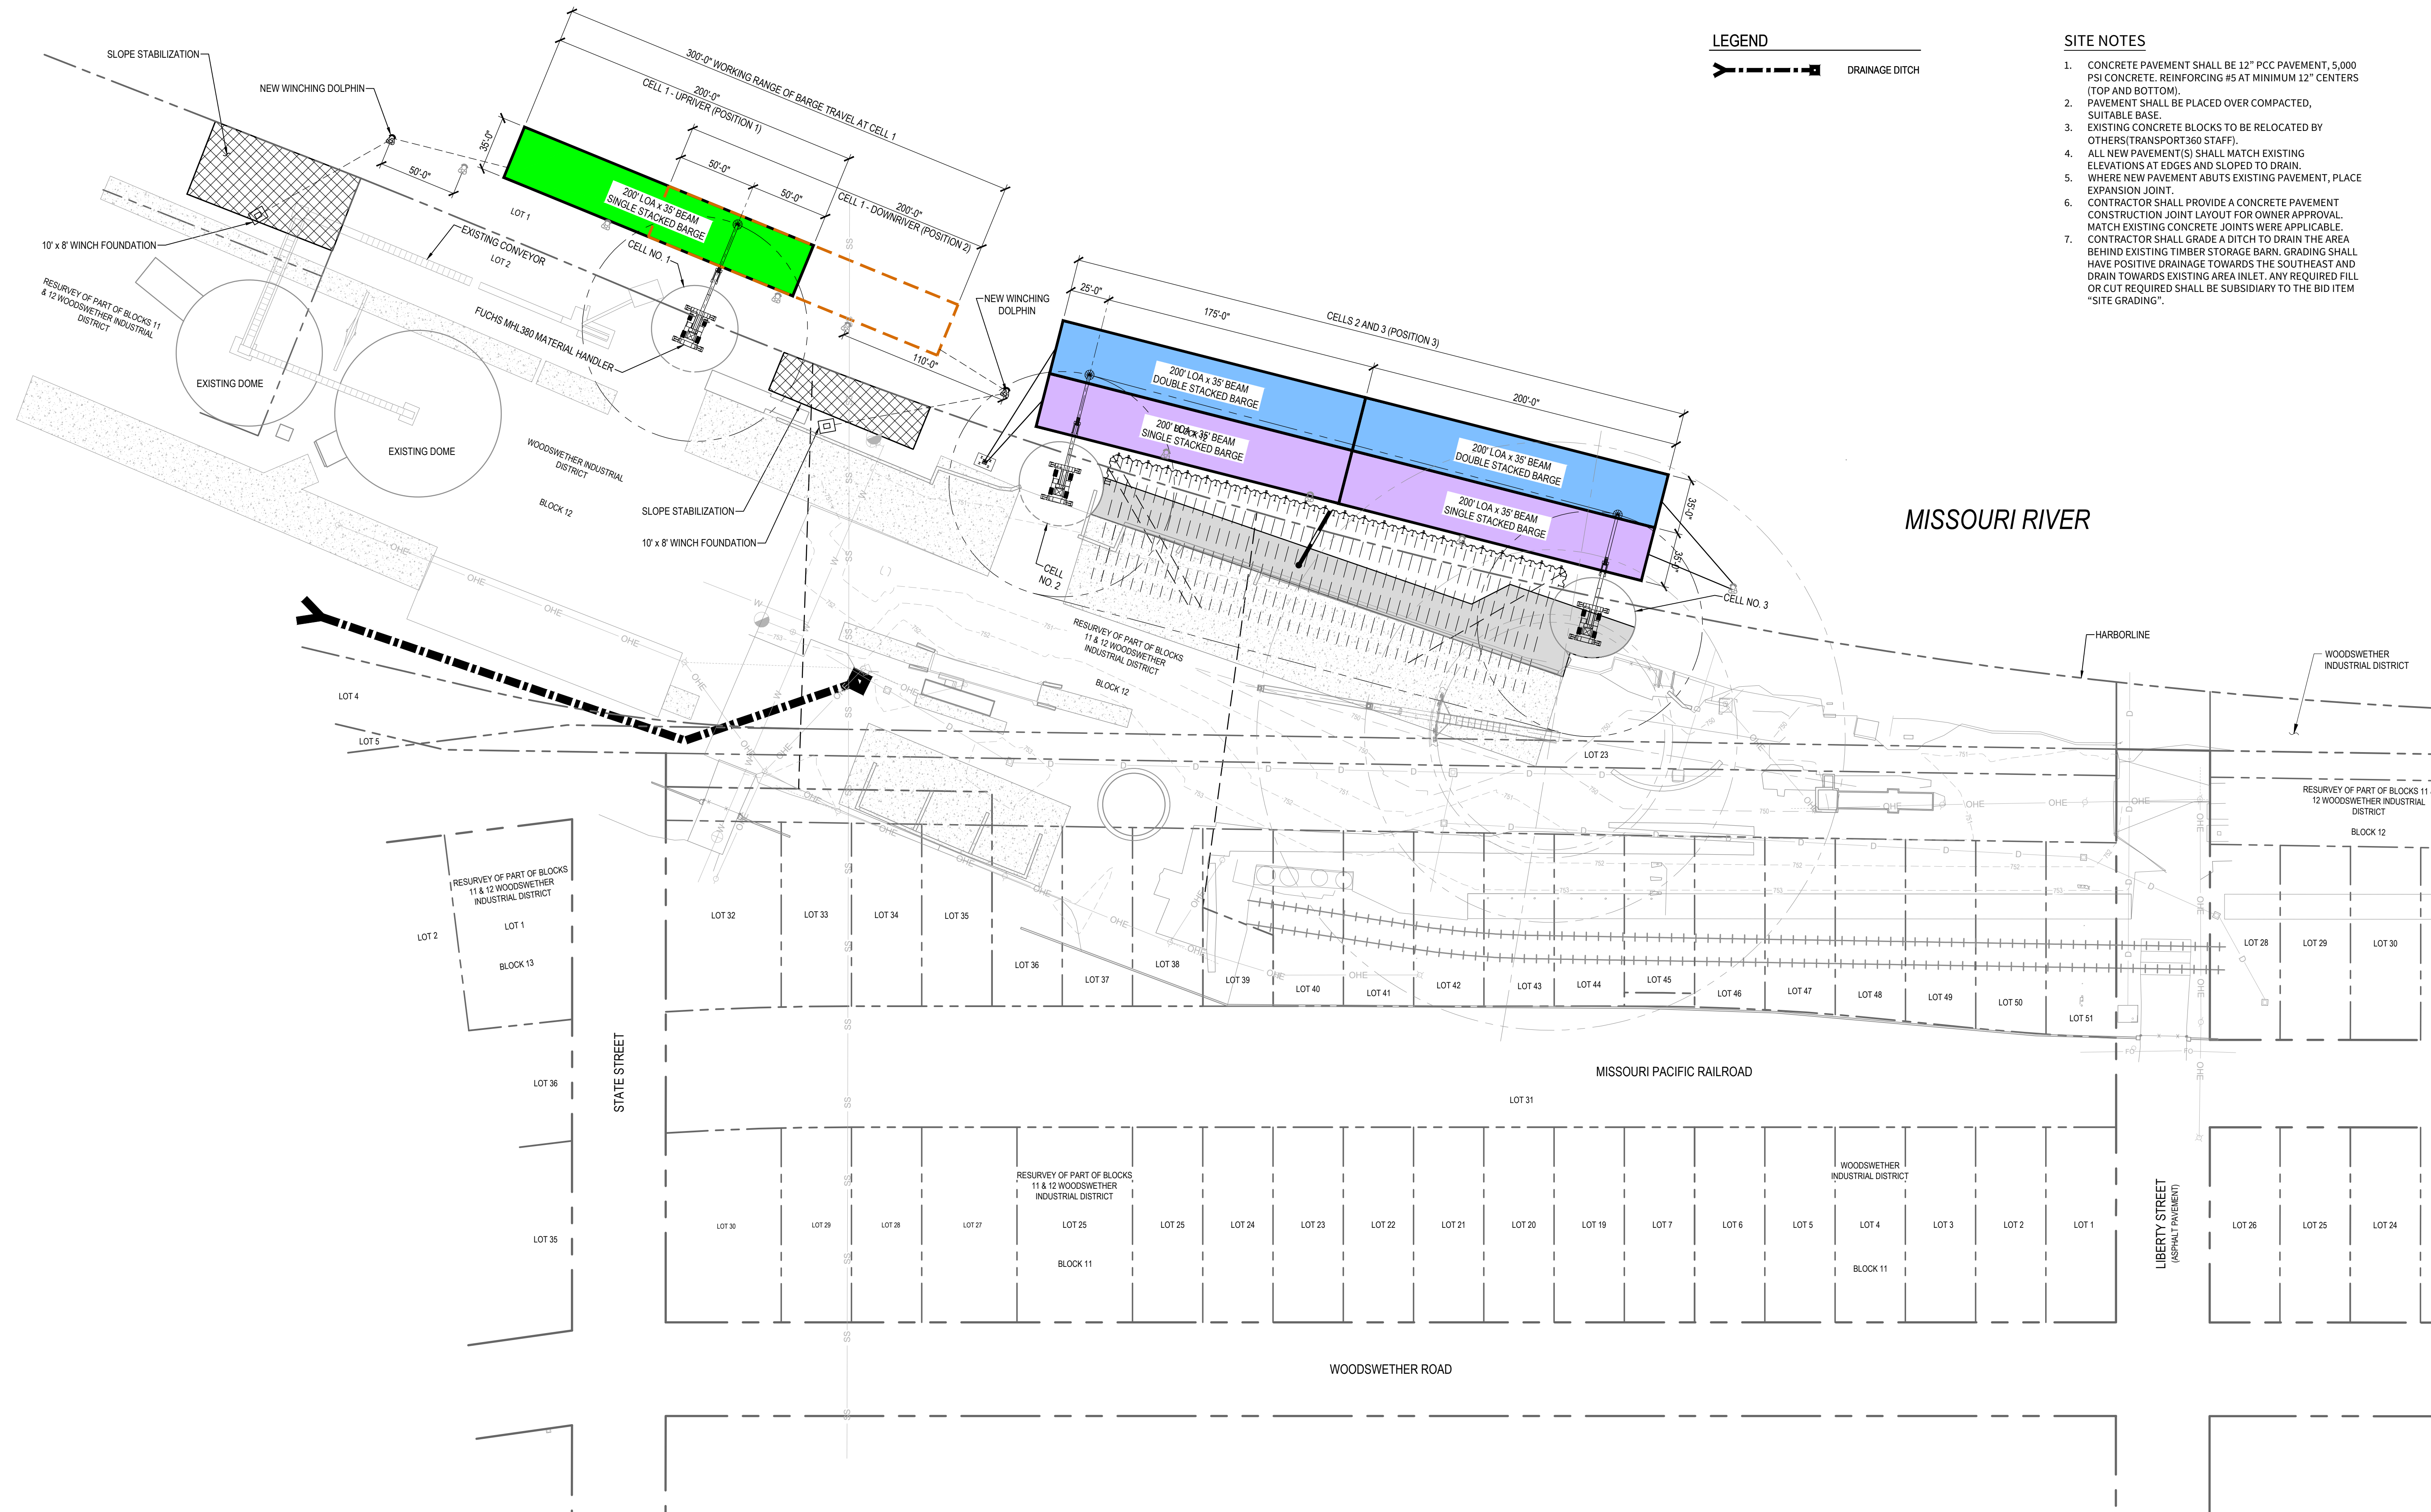 LEGEND
DRAINAGE DITCH
SITE NOTES
1. CONCRETE PAVEMENT SHALL BE 12” PCC PAVEMENT, 5,000
PSI CONCRETE. REINFORCING #5 AT MINIMUM 12” CENTERS
(TOP AND BOTTOM).
2. PAVEMENT SHALL BE PLACED OVER COMPACTED,
SUITABLE BASE.
3. EXISTING CONCRETE BLOCKS TO BE RELOCATED BY
OTHERS(TRANSPORT360 STAFF).
4. ALL NEW PAVEMENT(S) SHALL MATCH EXISTING
ELEVATIONS AT EDGES AND SLOPED TO DRAIN.
5. WHERE NEW PAVEMENT ABUTS EXISTING PAVEMENT, PLACE
EXPANSION JOINT.
6. CONTRACTOR SHALL PROVIDE A CONCRETE PAVEMENT
CONSTRUCTION JOINT LAYOUT FOR OWNER APPROVAL.
MATCH EXISTING CONCRETE JOINTS WERE APPLICABLE.
7. CONTRACTOR SHALL GRADE A DITCH TO DRAIN THE AREA
BEHIND EXISTING TIMBER STORAGE BARN. GRADING SHALL
HAVE POSITIVE DRAINAGE TOWARDS THE SOUTHEAST AND
DRAIN TOWARDS EXISTING AREA INLET. ANY REQUIRED FILL
OR CUT REQUIRED SHALL BE SUBSIDIARY TO THE BID ITEM
“SITE GRADING”.
SLOPE STABILIZATION
NEW WINCHING DOLPHIN
300'-0" WORKING RANGE OF BARGE TRAVEL AT CELL 1
200'-0"
CELL 1 - UPRIVER (POSITION 1)
35'-0"
50'-0"
50'-0"
50'-0"
200'-0"
CELL 1 - DOWNRIVER (POSITION 2)
200' LOA x 35' BEAM
SINGLE STACKED BARGE
LOT 1
10' x 8' WINCH FOUNDATION
EXISTING CONVEYOR
LOT 2
CELL NO. 1
RESURVEY OF PART OF BLOCKS 11
& 12 WOODSWETHER INDUSTRIAL
DISTRICT
FUCHS MHL380 MATERIAL HANDLER
EXISTING DOME
EXISTING DOME
110'-0"
NEW WINCHING
DOLPHIN
25'-0"
175'-0"
CELLS 2 AND 3 (POSITION 3)
200'-0"
200' LOA x 35' BEAM
DOUBLE STACKED BARGE
200' LOA x 35' BEAM
SINGLE STACKED BARGE
BLOCK 12
200' LOA x 35' BEAM
DOUBLE STACKED BARGE
200' LOA x 35' BEAM
SINGLE STACKED BARGE
35'-0"
35'-0"
MISSOURI RIVER
WOODSWETHER INDUSTRIAL
DISTRICT
BLOCK 12
SLOPE STABILIZATION
10' x 8' WINCH FOUNDATION
CELL
NO. 2
CELL NO. 3
HARBORLINE
WOODSWETHER
INDUSTRIAL DISTRICT
RESURVEY OF PART OF BLOCKS
11 & 12 WOODSWETHER
INDUSTRIAL DISTRICT
BLOCK 12
LOT 4
LOT 5
LOT 23
RESURVEY OF PART OF BLOCKS 11
12 WOODSWETHER INDUSTRIAL
DISTRICT
BLOCK 12
RESURVEY OF PART OF BLOCKS
11 & 12 WOODSWETHER
INDUSTRIAL DISTRICT
LOT 1
LOT 2
BLOCK 13
LOT 32
LOT 33
LOT 34
LOT 35
LOT 36
LOT 37
LOT 38
LOT 39
LOT 40
LOT 41
LOT 42
LOT 43
LOT 44
LOT 45
LOT 46
LOT 47
LOT 48
LOT 49
LOT 50
LOT 51
LOT 28
LOT 29
LOT 30
STATE STREET
LOT 36
MISSOURI PACIFIC RAILROAD
LOT 31
RESURVEY OF PART OF BLOCKS
11 & 12 WOODSWETHER
INDUSTRIAL DISTRICT
WOODSWETHER
INDUSTRIAL DISTRICT
LOT 35
LOT 30
LOT 29
LOT 28
LOT 27
LOT 25
LOT 25
LOT 24
LOT 23
LOT 22
LOT 21
LOT 20
LOT 19
LOT 7
LOT 6
LOT 5
LOT 4
LOT 3
LOT 2
LOT 1
LOT 26
LOT 25
LOT 24
BLOCK 11
BLOCK 11
LIBERTY STREET
(ASPHALT PAVEMENT)
WOODSWETHER ROAD